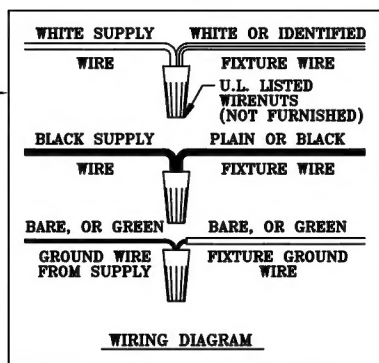 WHITE SUPPLY WHITE OR IDENTIFIED
WIRE FIXTURE WIRE
U.L. LISTED
WIRENUTS
(NOT FURNISHED)
BLACK SUPPLY PLAIN OR BLACK
WIRE FIXTURE WIRE
BARE, OR GREEN BARE, OR GREEN
GROUND WIRE FIXTURE GROUND
FROM SUPPLY WIRE
WIRING DIAGRAM